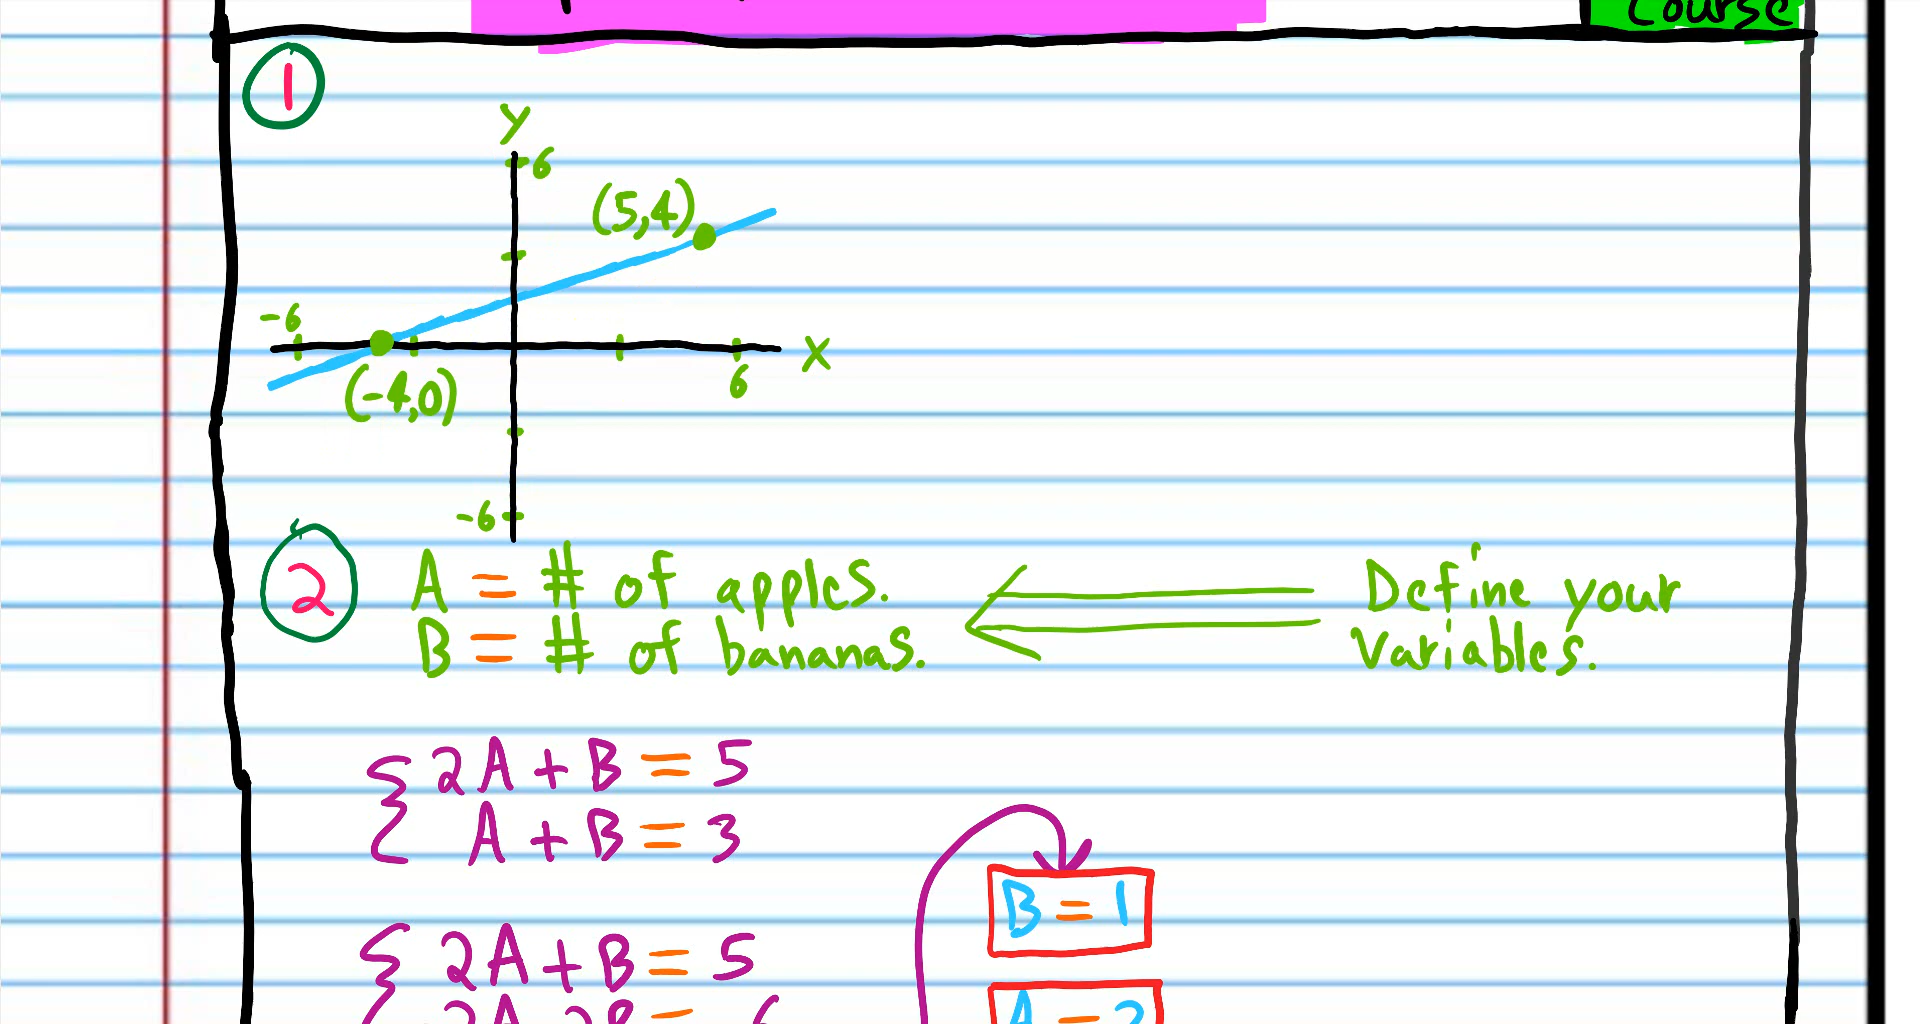 Course
1
y
6
(5,4)
-6
x
(-4,0)
6
-6
2
A = # of apples.
B = # of bananas.
Define your
variables.
{ 2A + B = 5
A + B = 3
B = 1
{ 2A + B = 5
A = 2